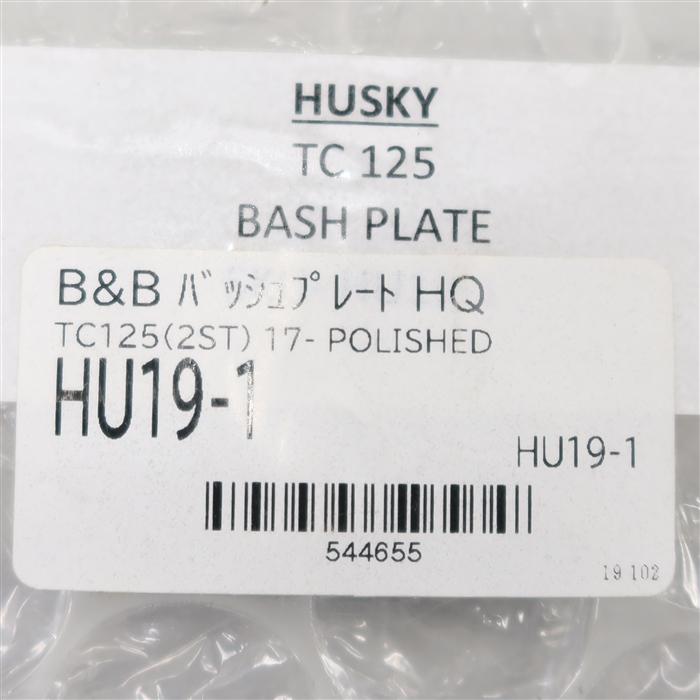 HUSKY
TC 125
BASH PLATE
B&B ﾊﾞｯｼｭﾌﾟﾚｰﾄ HQ
TC125(2ST) 17- POLISHED
HU19-1
HU19-1
544655
19 102